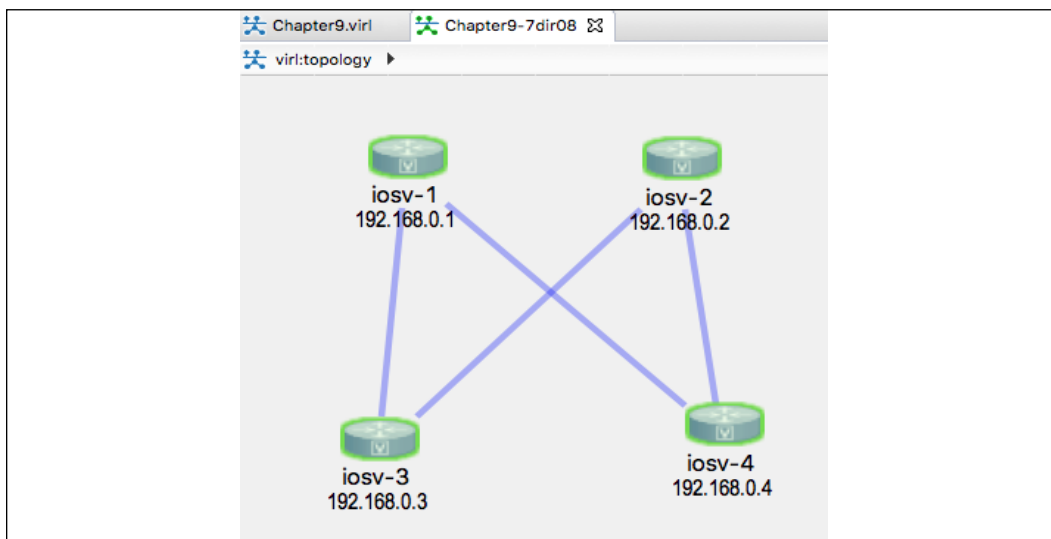 Chapter9.virl Chapter9-7dir08
virl:topology
iosv-1 iosv-2
192.168.0.1 192.168.0.2
iosv-3 iosv-4
192.168.0.3 192.168.0.4